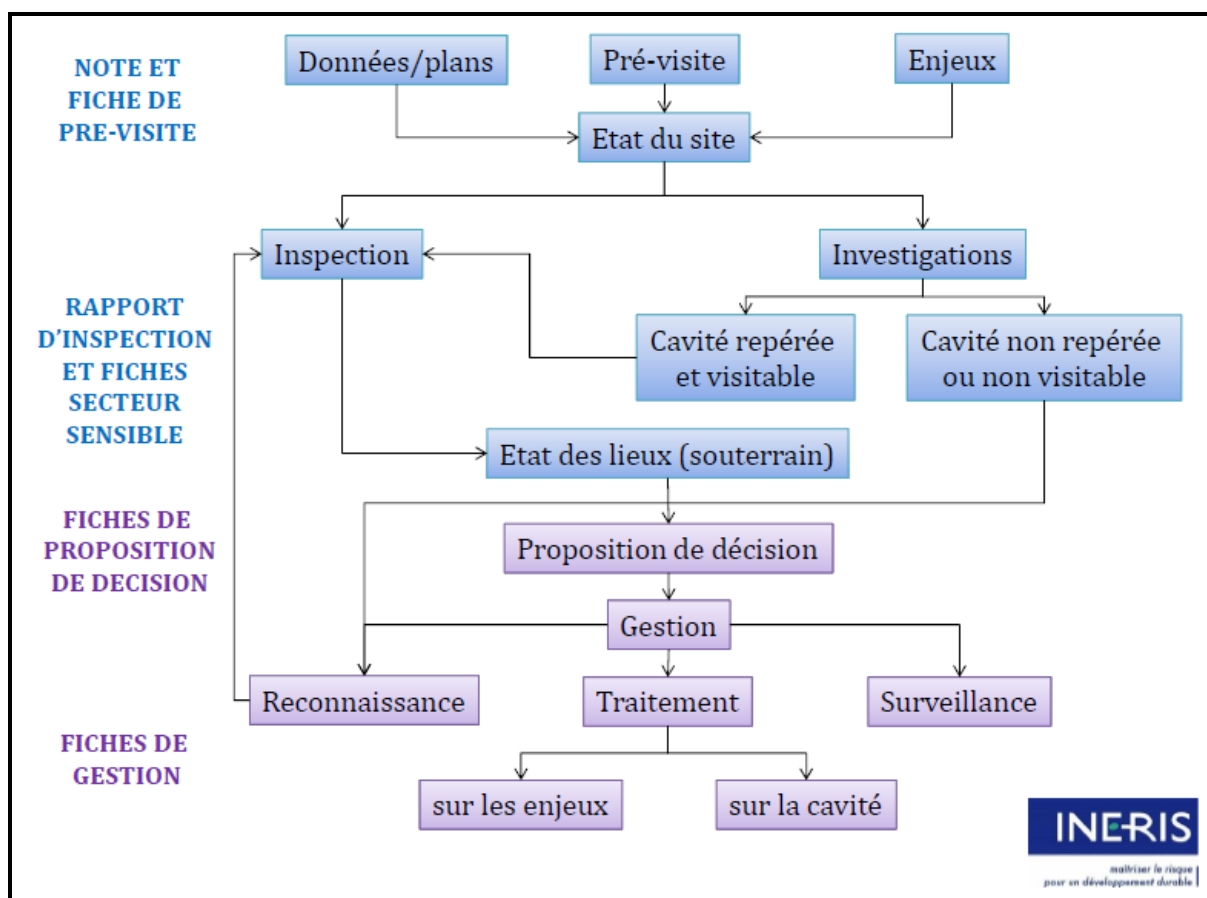 NOTE ET
FICHE DE
PRE-VISITE
Données/plans
Pré-visite
Enjeux
Etat du site
Inspection
Investigations
RAPPORT
D'INSPECTION
ET FICHES
SECTEUR
SENSIBLE
Cavité repérée
et visitable
Cavité non repérée
ou non visitable
Etat des lieux (souterrain)
FICHES DE
PROPOSITION
DE DECISION
Proposition de décision
Gestion
Reconnaissance
Traitement
Surveillance
FICHES DE
GESTION
sur les enjeux
sur la cavité
INERIS
maîtriser le risque
pour un développement durable